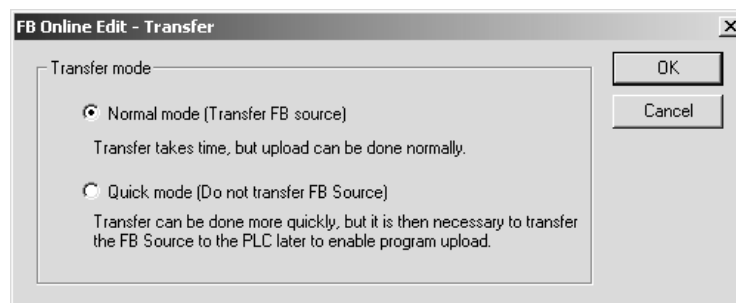 FB Online Edit - Transfer
Transfer mode
OK
Normal mode (Transfer FB source)
Cancel
Transfer takes time, but upload can be done normally.
Quick mode (Do not transfer FB Source)
Transfer can be done more quickly, but it is then necessary to transfer
the FB Source to the PLC later to enable program upload.